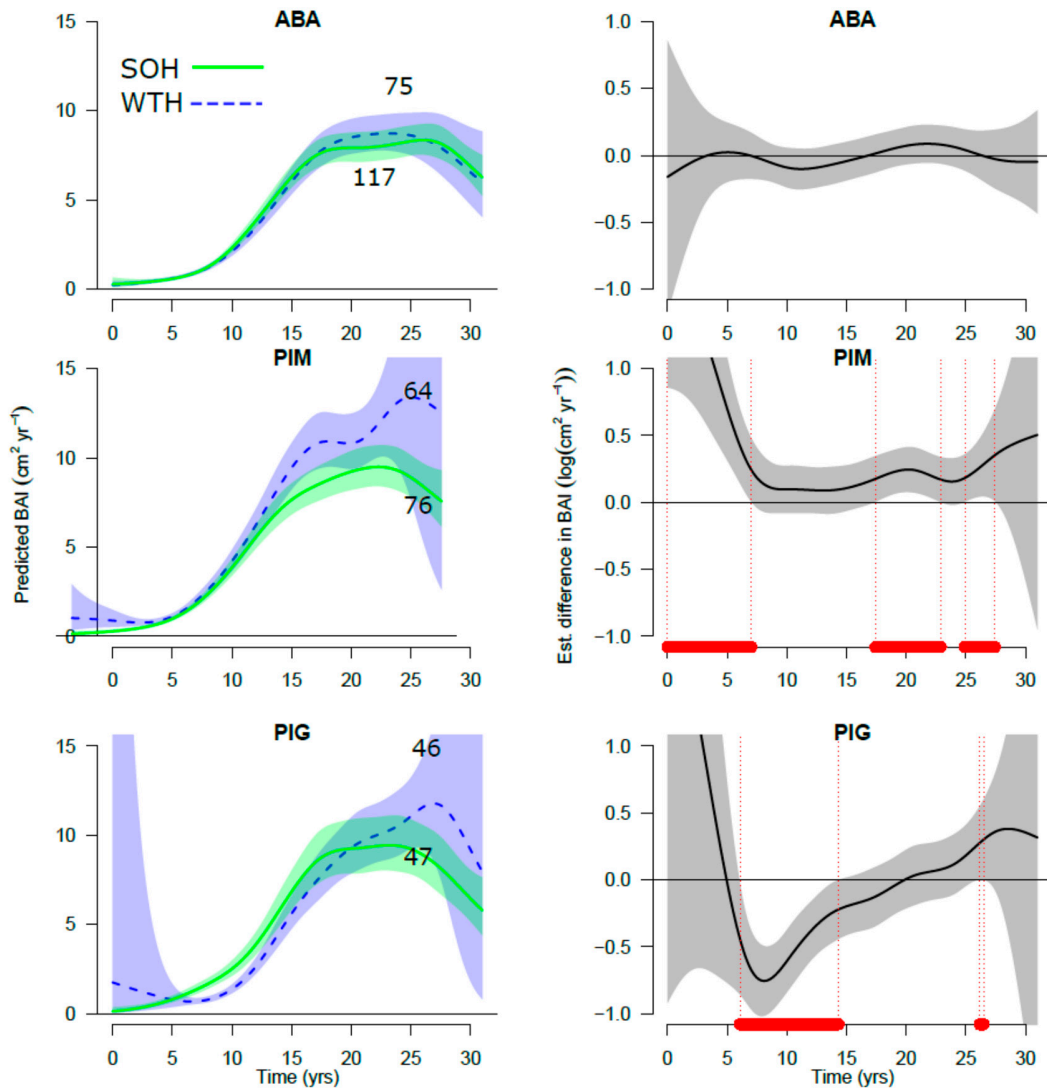 ABA
15
10
5
0
SOH
WTH
75
117
0 5 10 15 20 25 30
ABA
1.0
0.5
0.0
−0.5
−1.0
0 5 10 15 20 25 30
PIM
15
10
5
0
64
76
0 5 10 15 20 25 30
Predicted BAI (cm² yr⁻¹)
PIM
1.0
0.5
0.0
−0.5
−1.0
0 5 10 15 20 25 30
Est. difference in BAI (log(cm² yr⁻¹))
PIG
15
10
5
0
46
47
0 5 10 15 20 25 30
Time (yrs)
PIG
1.0
0.5
0.0
−0.5
−1.0
0 5 10 15 20 25 30
Time (yrs)